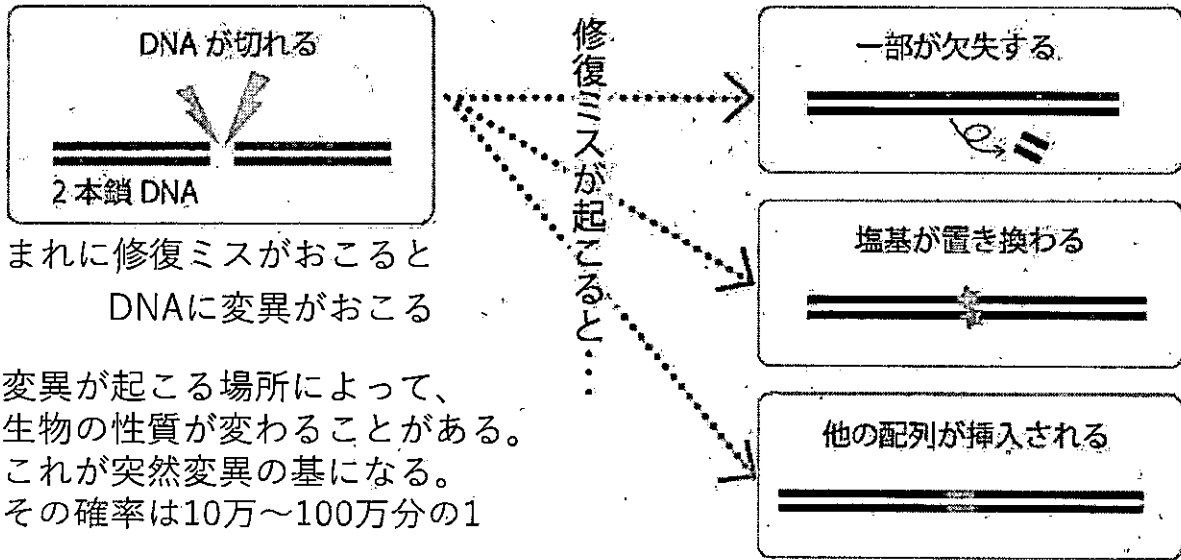 DNAが切れる
2本鎖DNA
まれに修復ミスがおこると
DNAに変異がおこる
変異が起こる場所によって、
生物の性質が変わることがある。
これが突然変異の基になる。
その確率は10万～100万分の1
修復ミスが起こると……
一部が欠失する
塩基が置き換わる
他の配列が挿入される